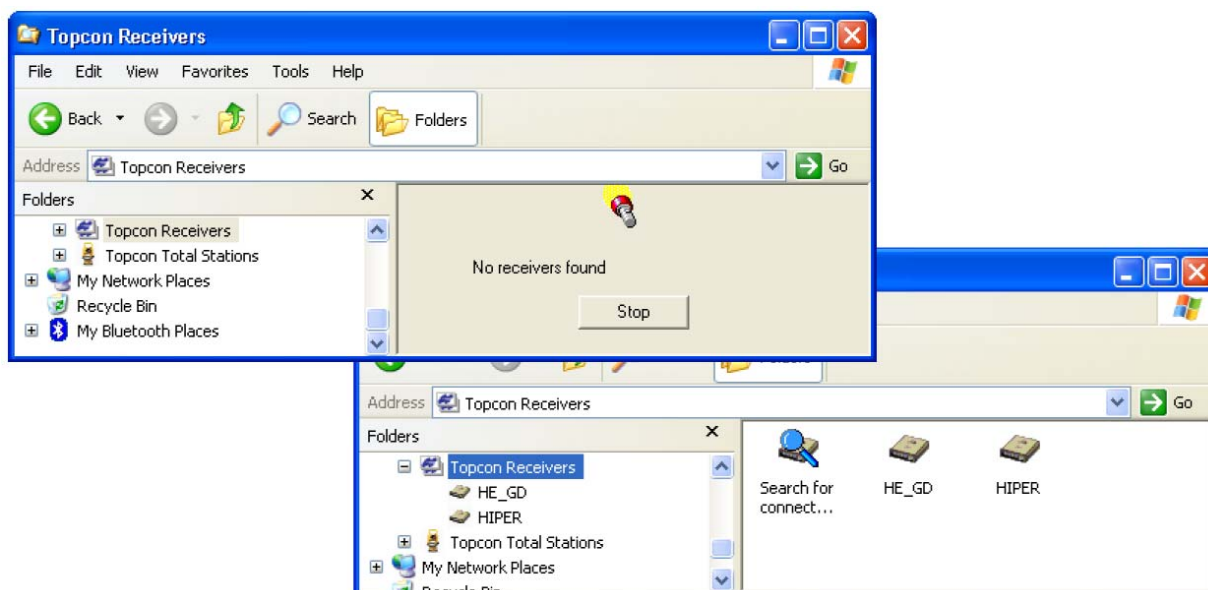 Topcon Receivers
File Edit View Favorites Tools Help
Back Search Folders
Address Topcon Receivers Go
Folders
Topcon Receivers
Topcon Total Stations
My Network Places
Recycle Bin
My Bluetooth Places
No receivers found
Stop
Address Topcon Receivers Go
Folders
Topcon Receivers
HE_GD
HIPER
Topcon Total Stations
My Network Places
Search for
connect...
HE_GD
HIPER